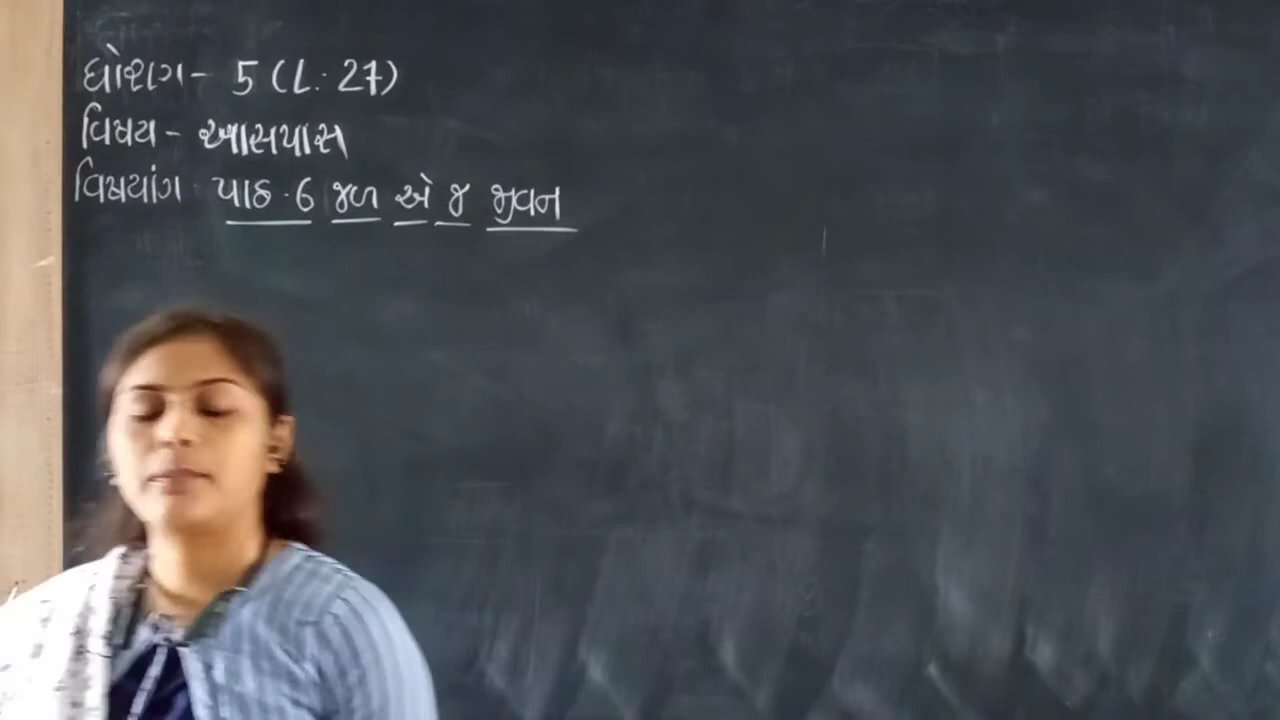 ધોરણ - 5 (L. 27)
વિષય - આસપાસ
વિષયાંગ પાઠ .6 જળ એ જ જીવન